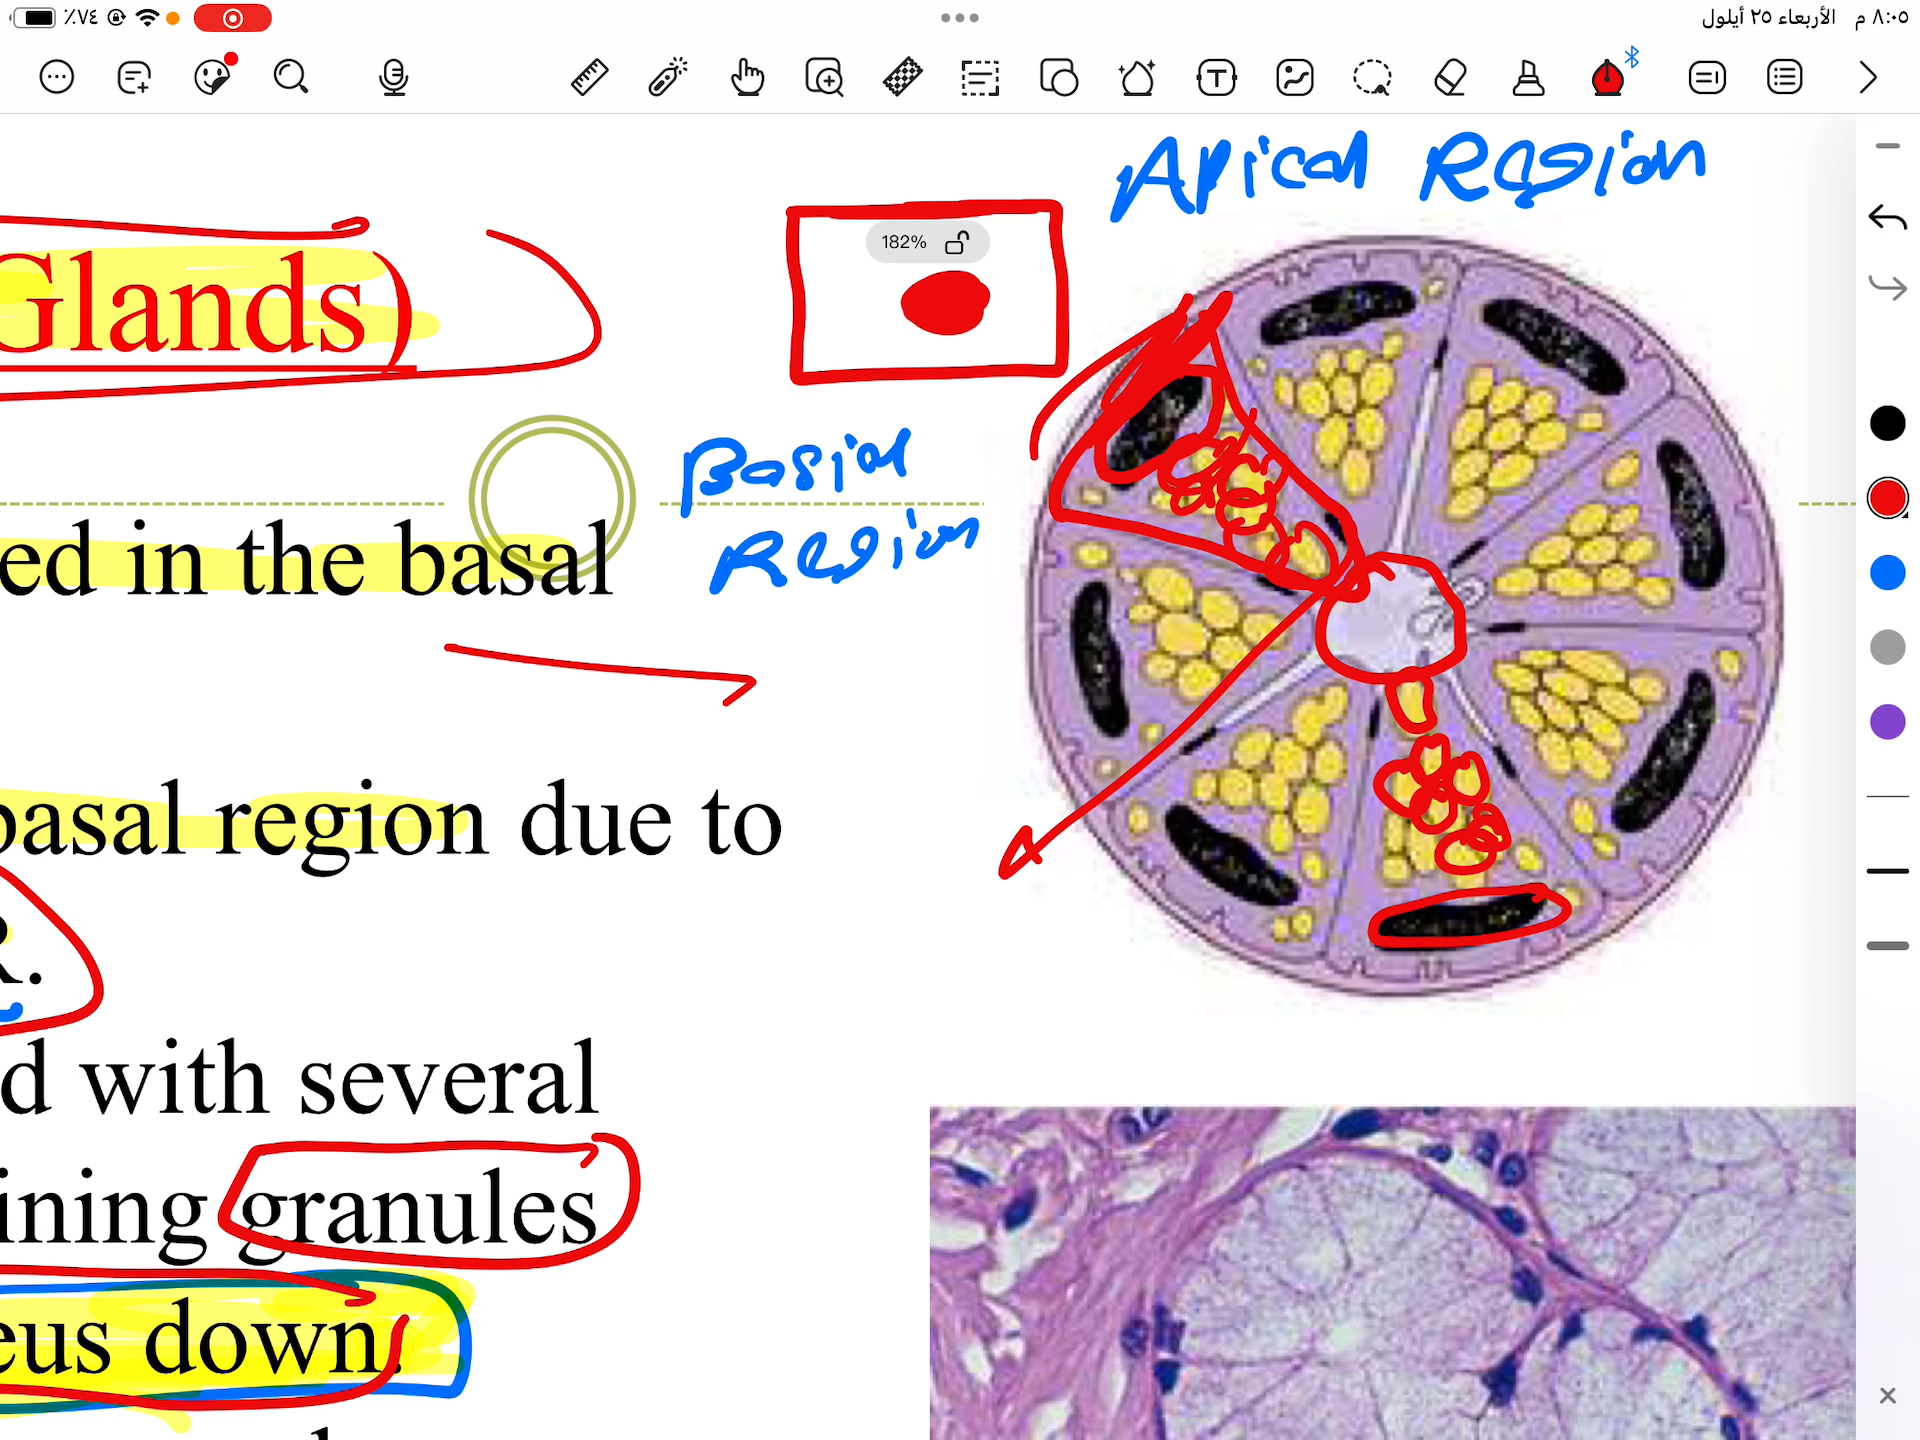 ٪٧٤
الأربعاء ٢٥ أيلول ٨:٠٥ م
Apical Region
182%
Glands)
Basial
Region
ed in the basal
basal region due to
R.
d with several
ining granules
eus down.